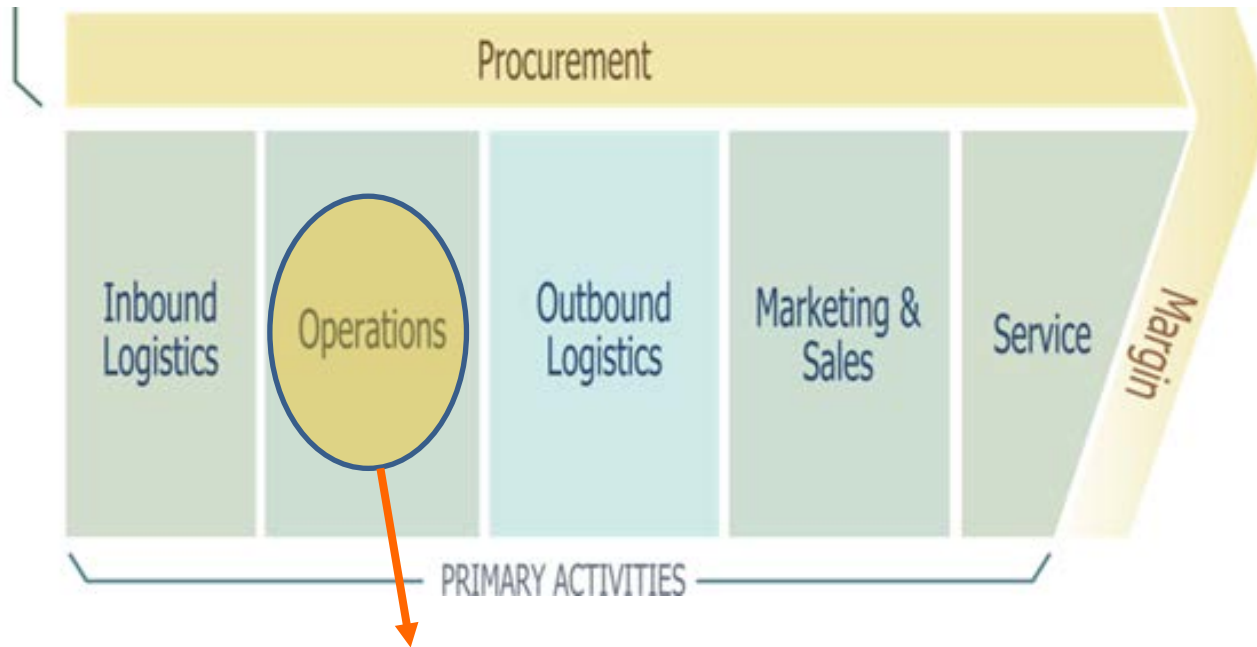 Procurement
Inbound
Logistics
Operations
Outbound
Logistics
Marketing &
Sales
Service
Margin
PRIMARY ACTIVITIES